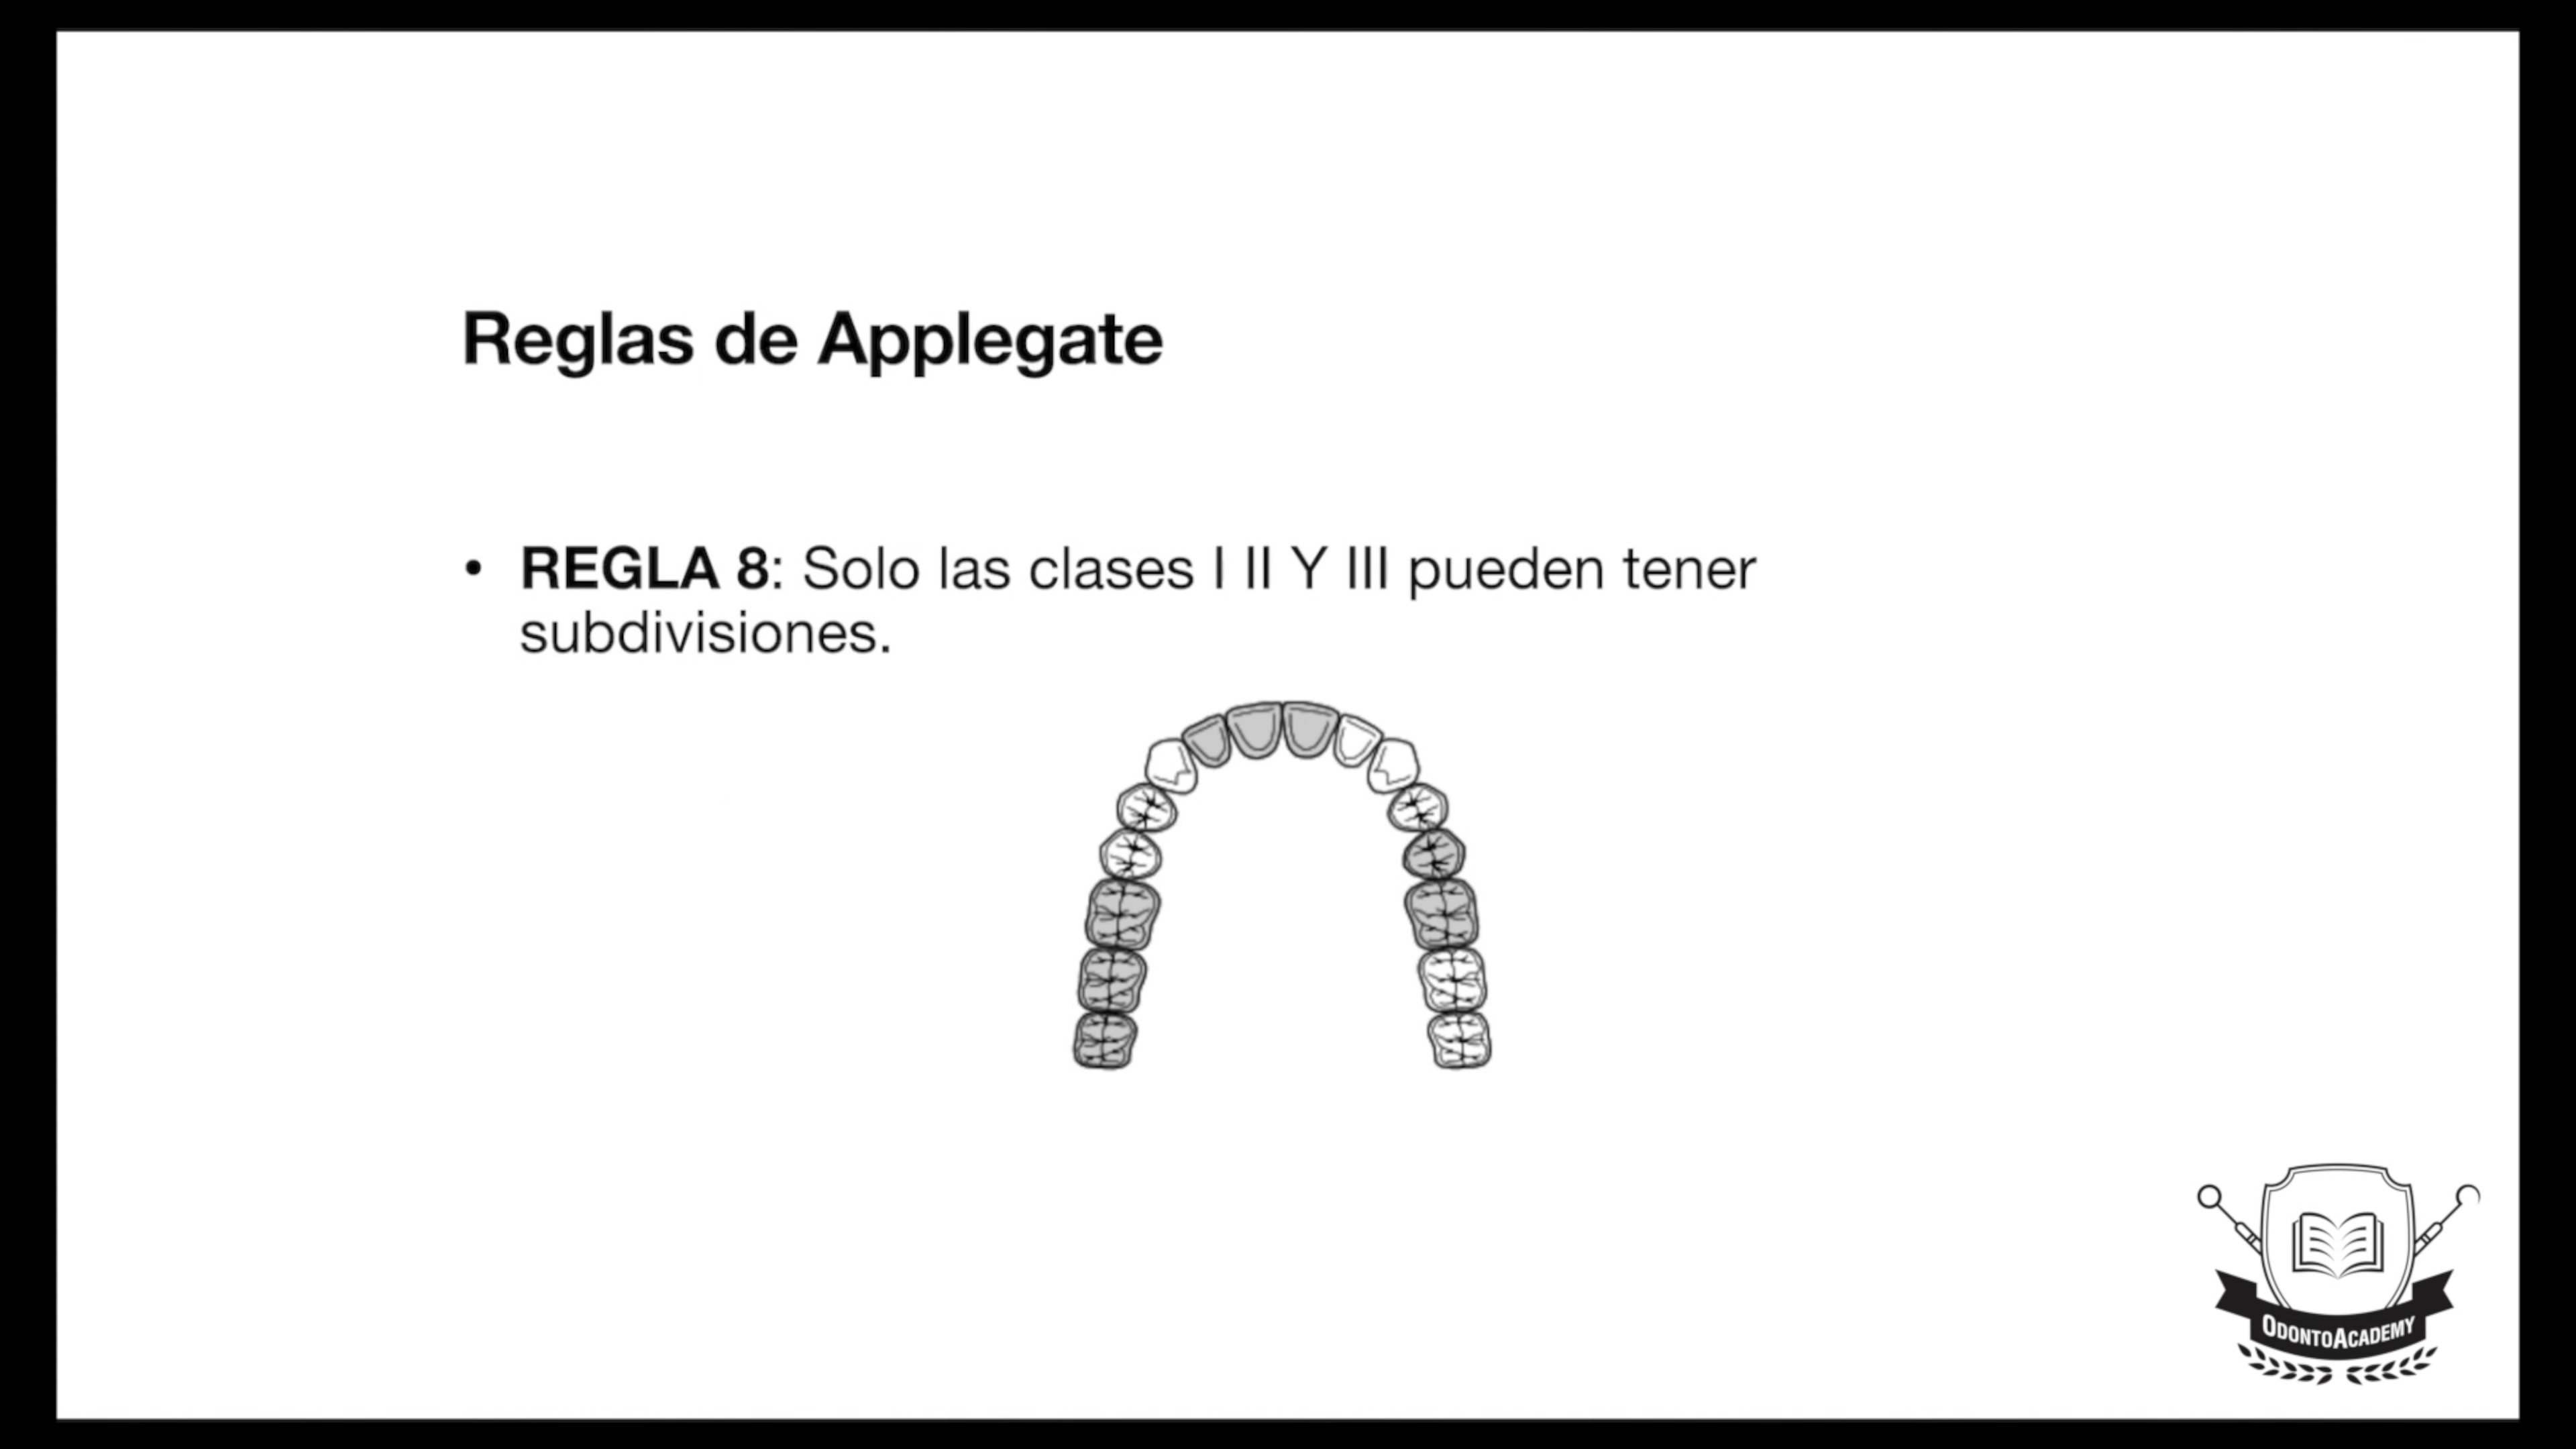 Reglas de Applegate
• REGLA 8: Solo las clases I II Y III pueden tener
subdivisiones.
ODONTOACADEMY